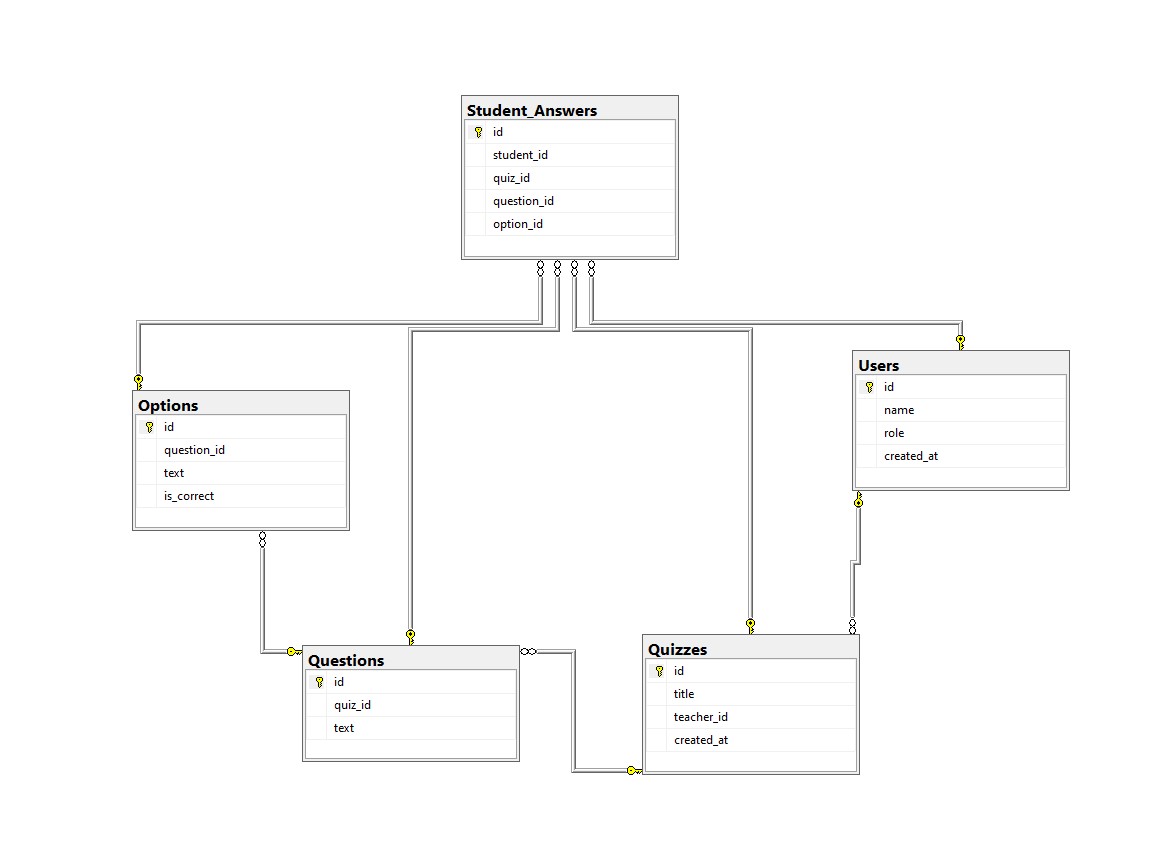 Student_Answers
id
student_id
quiz_id
question_id
option_id
Options
id
question_id
text
is_correct
Users
id
name
role
created_at
Questions
id
quiz_id
text
Quizzes
id
title
teacher_id
created_at